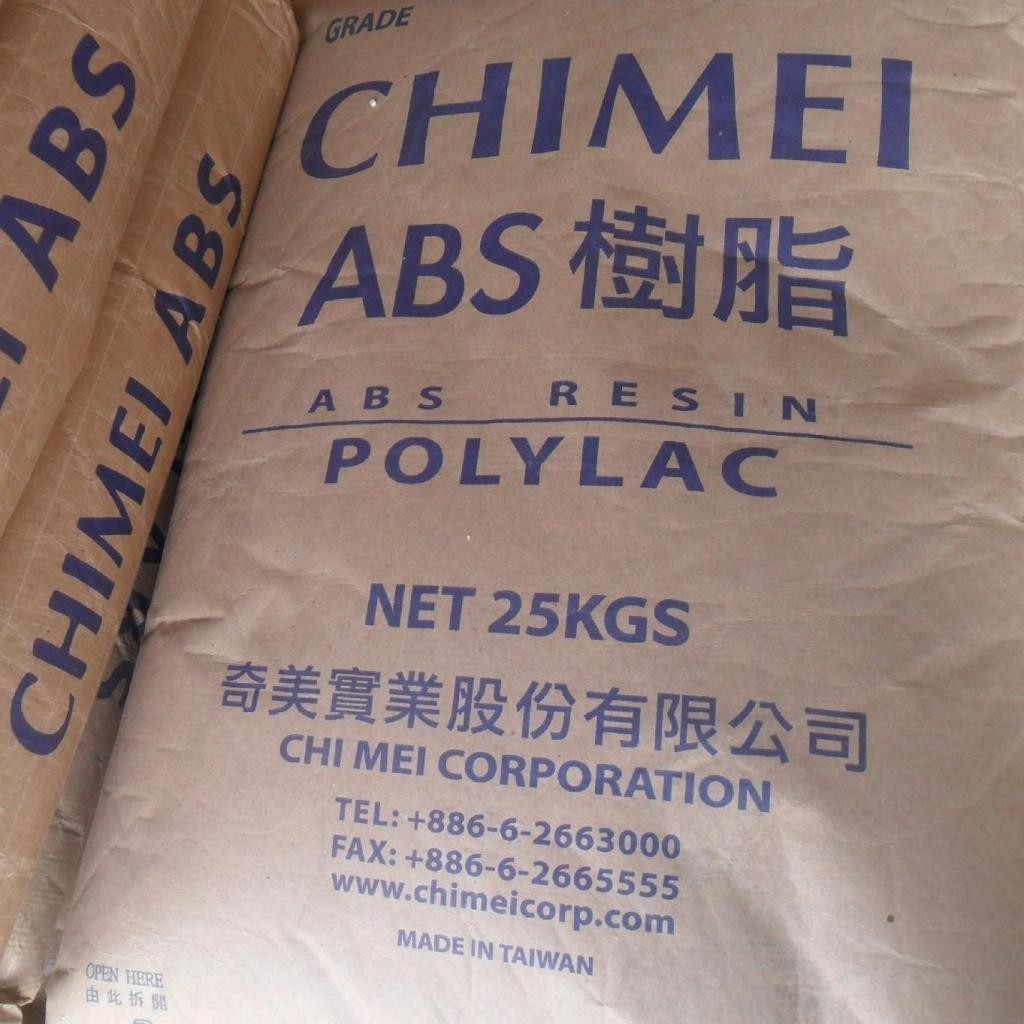 GRADE
CHIMEI
ABS 樹脂
ABS RESIN
POLYLAC
NET 25KGS
奇美實業股份有限公司
CHI MEI CORPORATION
TEL: +886-6-2663000
FAX: +886-6-2665555
www.chimeicorp.com
MADE IN TAIWAN
OPEN HERE
由此拆開
CHIMEI ABS
ABS